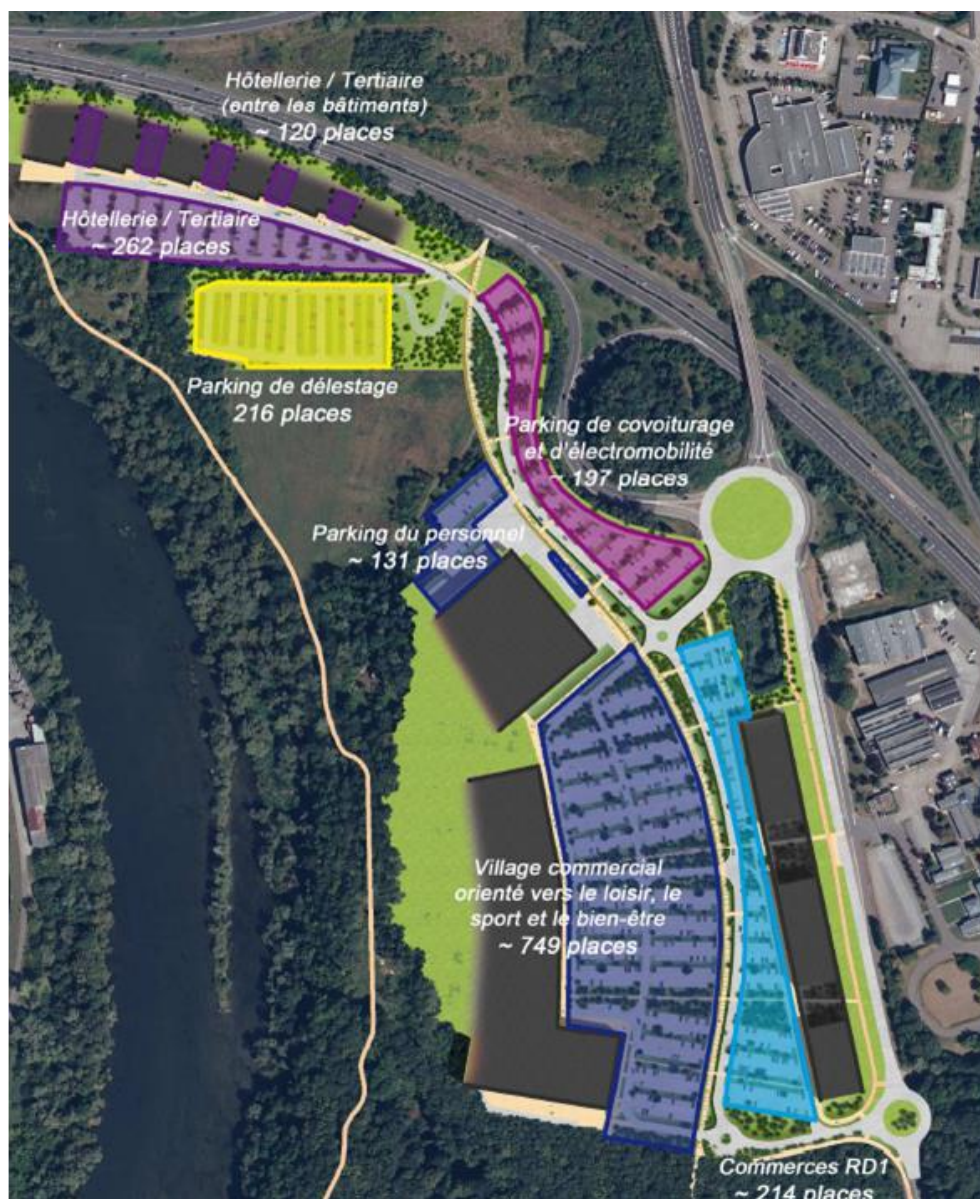 Hôtellerie / Tertiaire
(entre les bâtiments)
~ 120 places
Hôtellerie / Tertiaire
~ 262 places
Parking de délestage
216 places
Parking de covoiturage
et d'électromobilité
~ 197 places
Parking du personnel
~ 131 places
Village commercial
orienté vers le loisir, le
sport et le bien-être
~ 749 places
Commerces RD1
~ 214 places